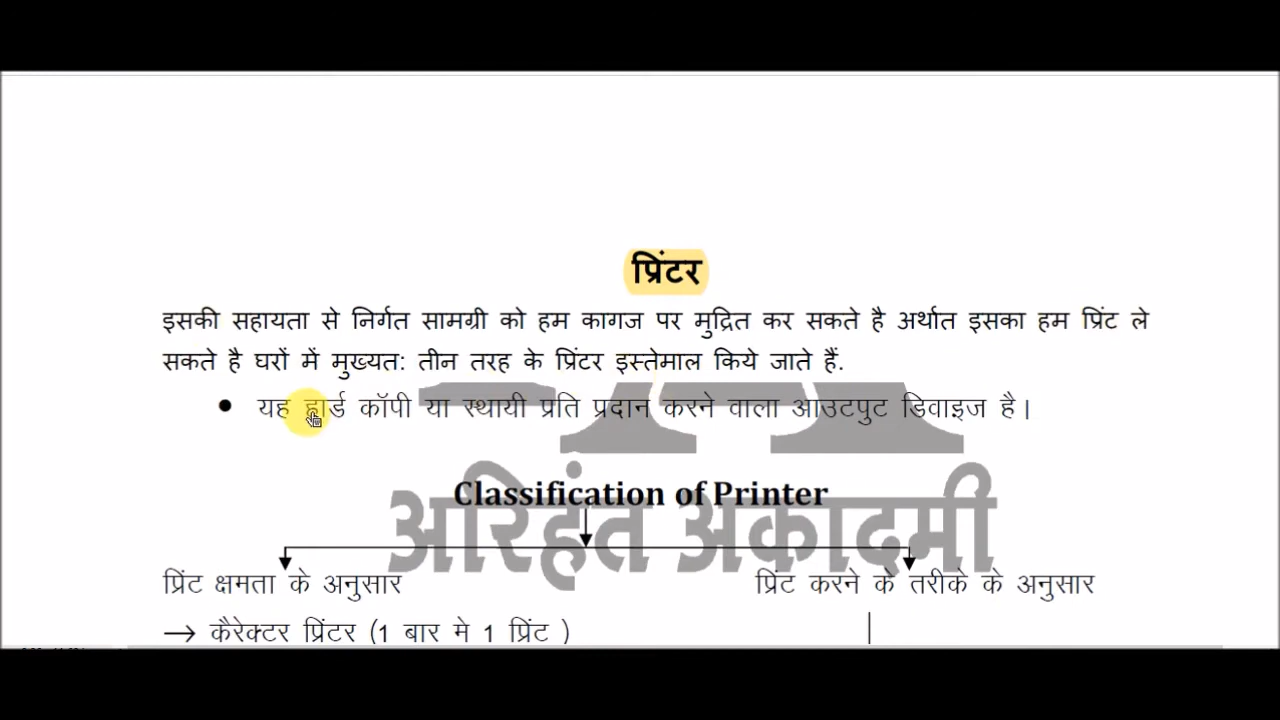 प्रिंटर
इसकी सहायता से निर्गत सामग्री को हम कागज पर मुद्रित कर सकते है अर्थात इसका हम प्रिंट ले
सकते है घरों में मुख्यत: तीन तरह के प्रिंटर इस्तेमाल किये जाते हैं.
• यह हार्ड कॉपी या स्थायी प्रति प्रदान करने वाला आउटपुट डिवाइज है।
Classification of Printer
अरिहंत अकादमी
प्रिंट क्षमता के अनुसार
प्रिंट करने के तरीके के अनुसार
→ कैरेक्टर प्रिंटर (1 बार मे 1 प्रिंट )